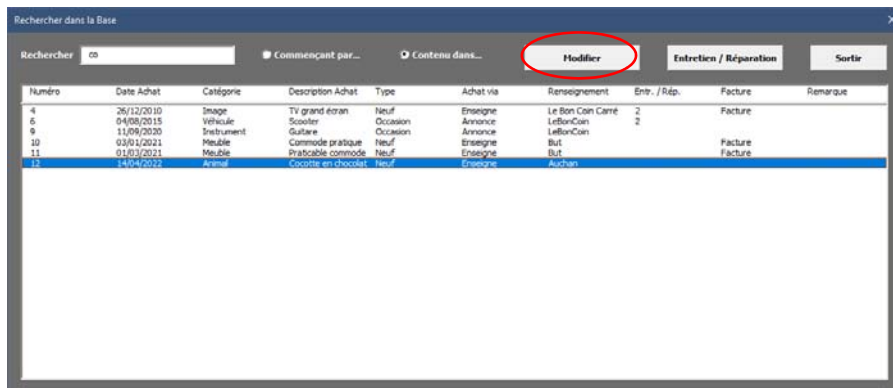 Rechercher dans la Base
Rechercher co Commençant par... Contenu dans... Modifier Entretien / Réparation Sortir
Numéro Date Achat Catégorie Description Achat Type Achat via Renseignement Entr. / Rép. Facture Remarque
4 26/12/2010 Image TV grand écran Neuf Enseigne Le Bon Coin Carré 2 Facture
6 04/08/2015 Véhicule Scooter Occasion Annonce LeBonCoin 2
9 11/09/2020 Instrument Guitare Occasion Annonce LeBonCoin
10 03/01/2021 Meuble Commode pratique Neuf Enseigne But Facture
11 01/03/2021 Meuble Praticable commode Neuf Enseigne But Facture
12 14/04/2022 Animal Cocotte en chocolat Neuf Enseigne Auchan